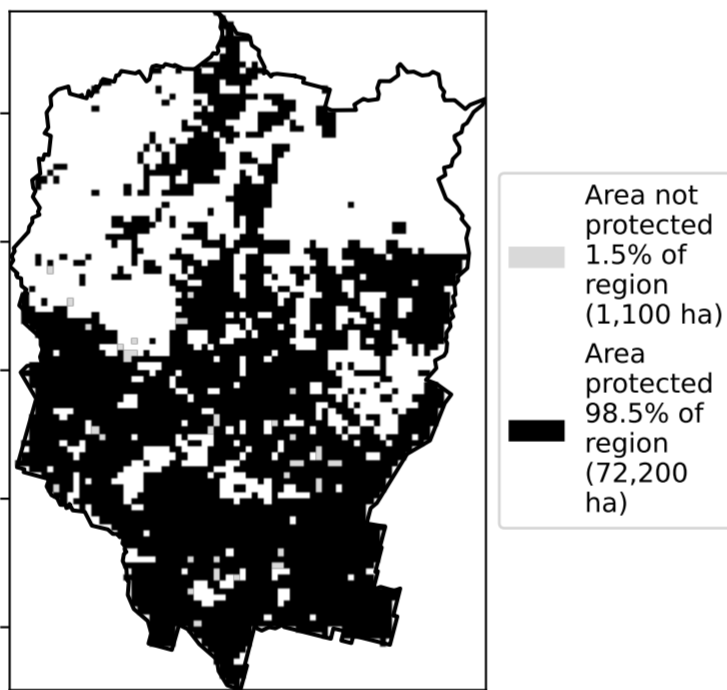 Area not
protected
1.5% of
region
(1,100 ha)
Area
protected
98.5% of
region
(72,200
ha)